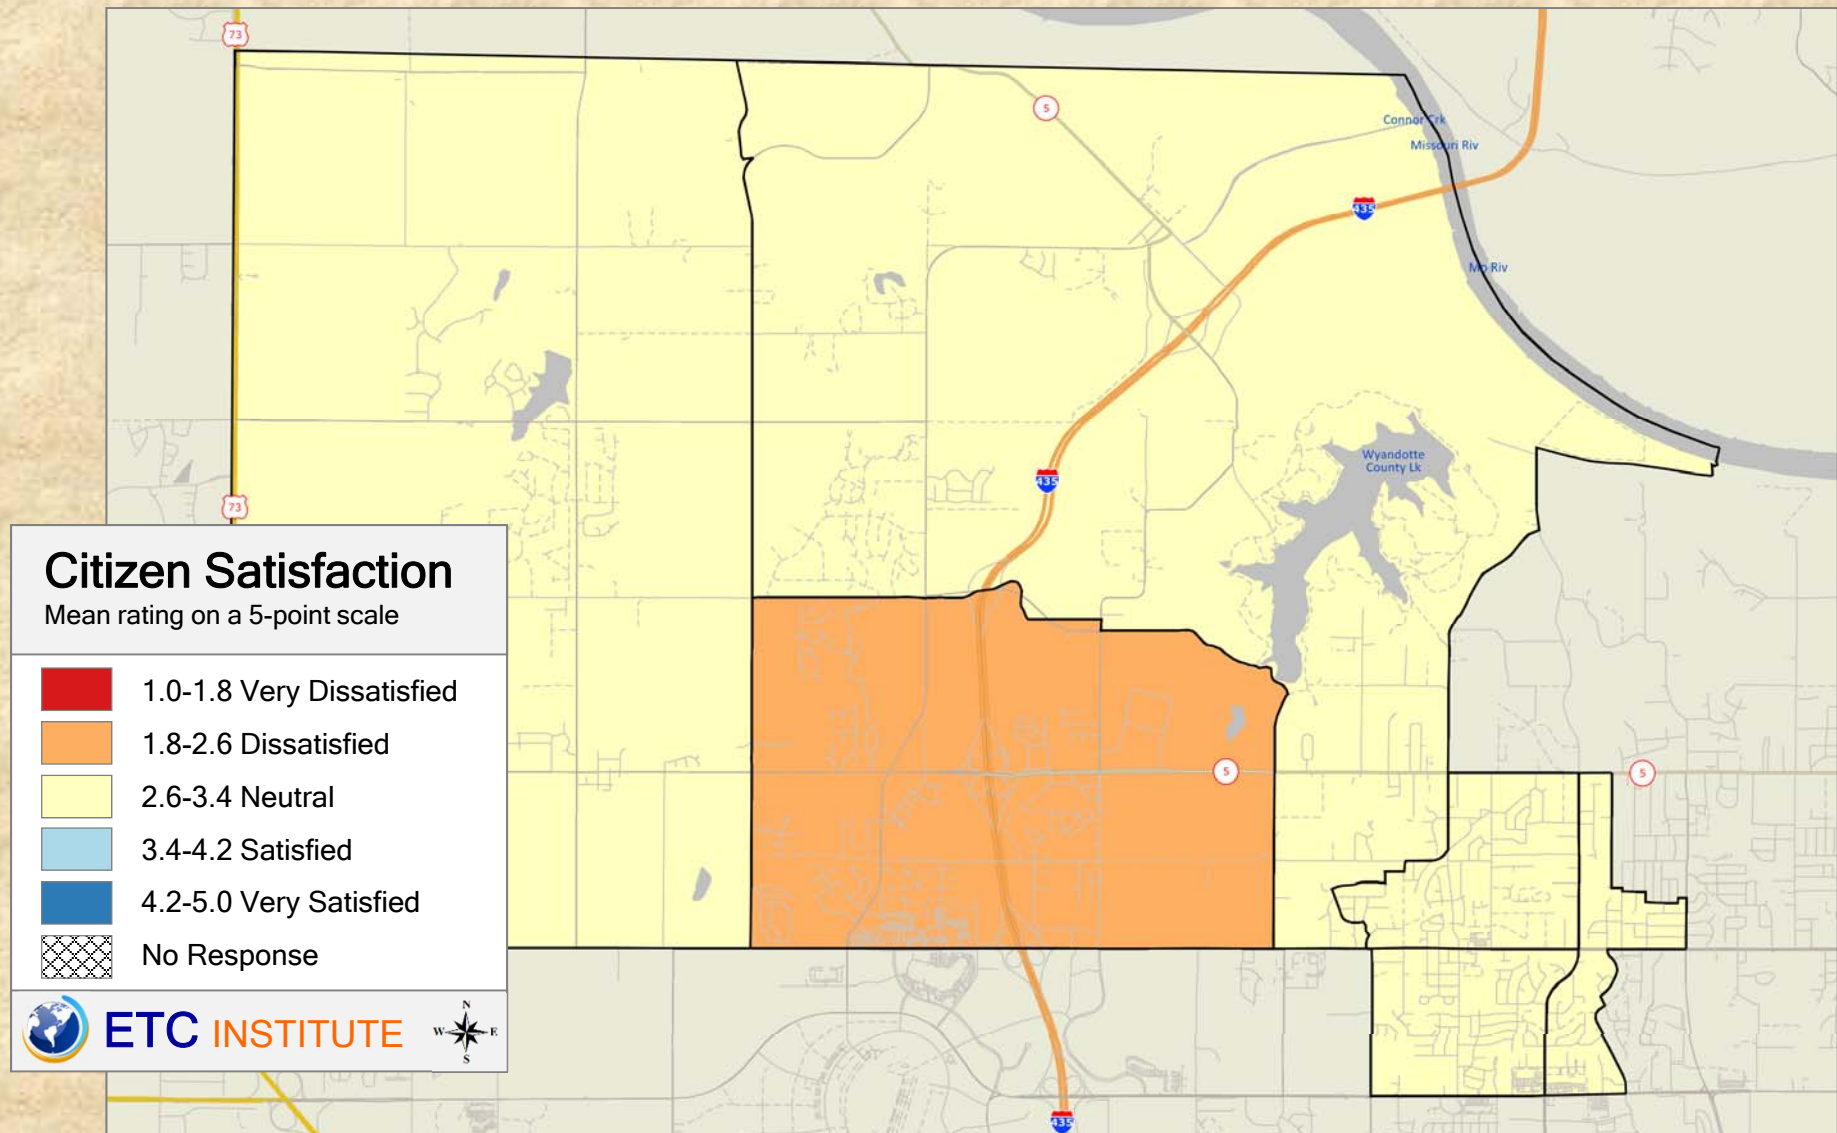 73
5
Connor Crk
Missouri Riv
435
Mo Riv
Wyandotte
County Lk
435
73
Citizen Satisfaction
Mean rating on a 5-point scale
1.0-1.8 Very Dissatisfied
1.8-2.6 Dissatisfied
2.6-3.4 Neutral
3.4-4.2 Satisfied
4.2-5.0 Very Satisfied
No Response
5
5
ETC INSTITUTE
N
W E
S
435